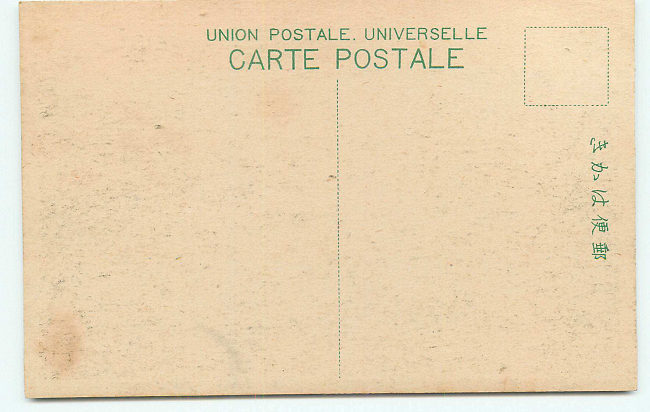 UNION POSTALE. UNIVERSELLE
CARTE POSTALE
郵便はかき